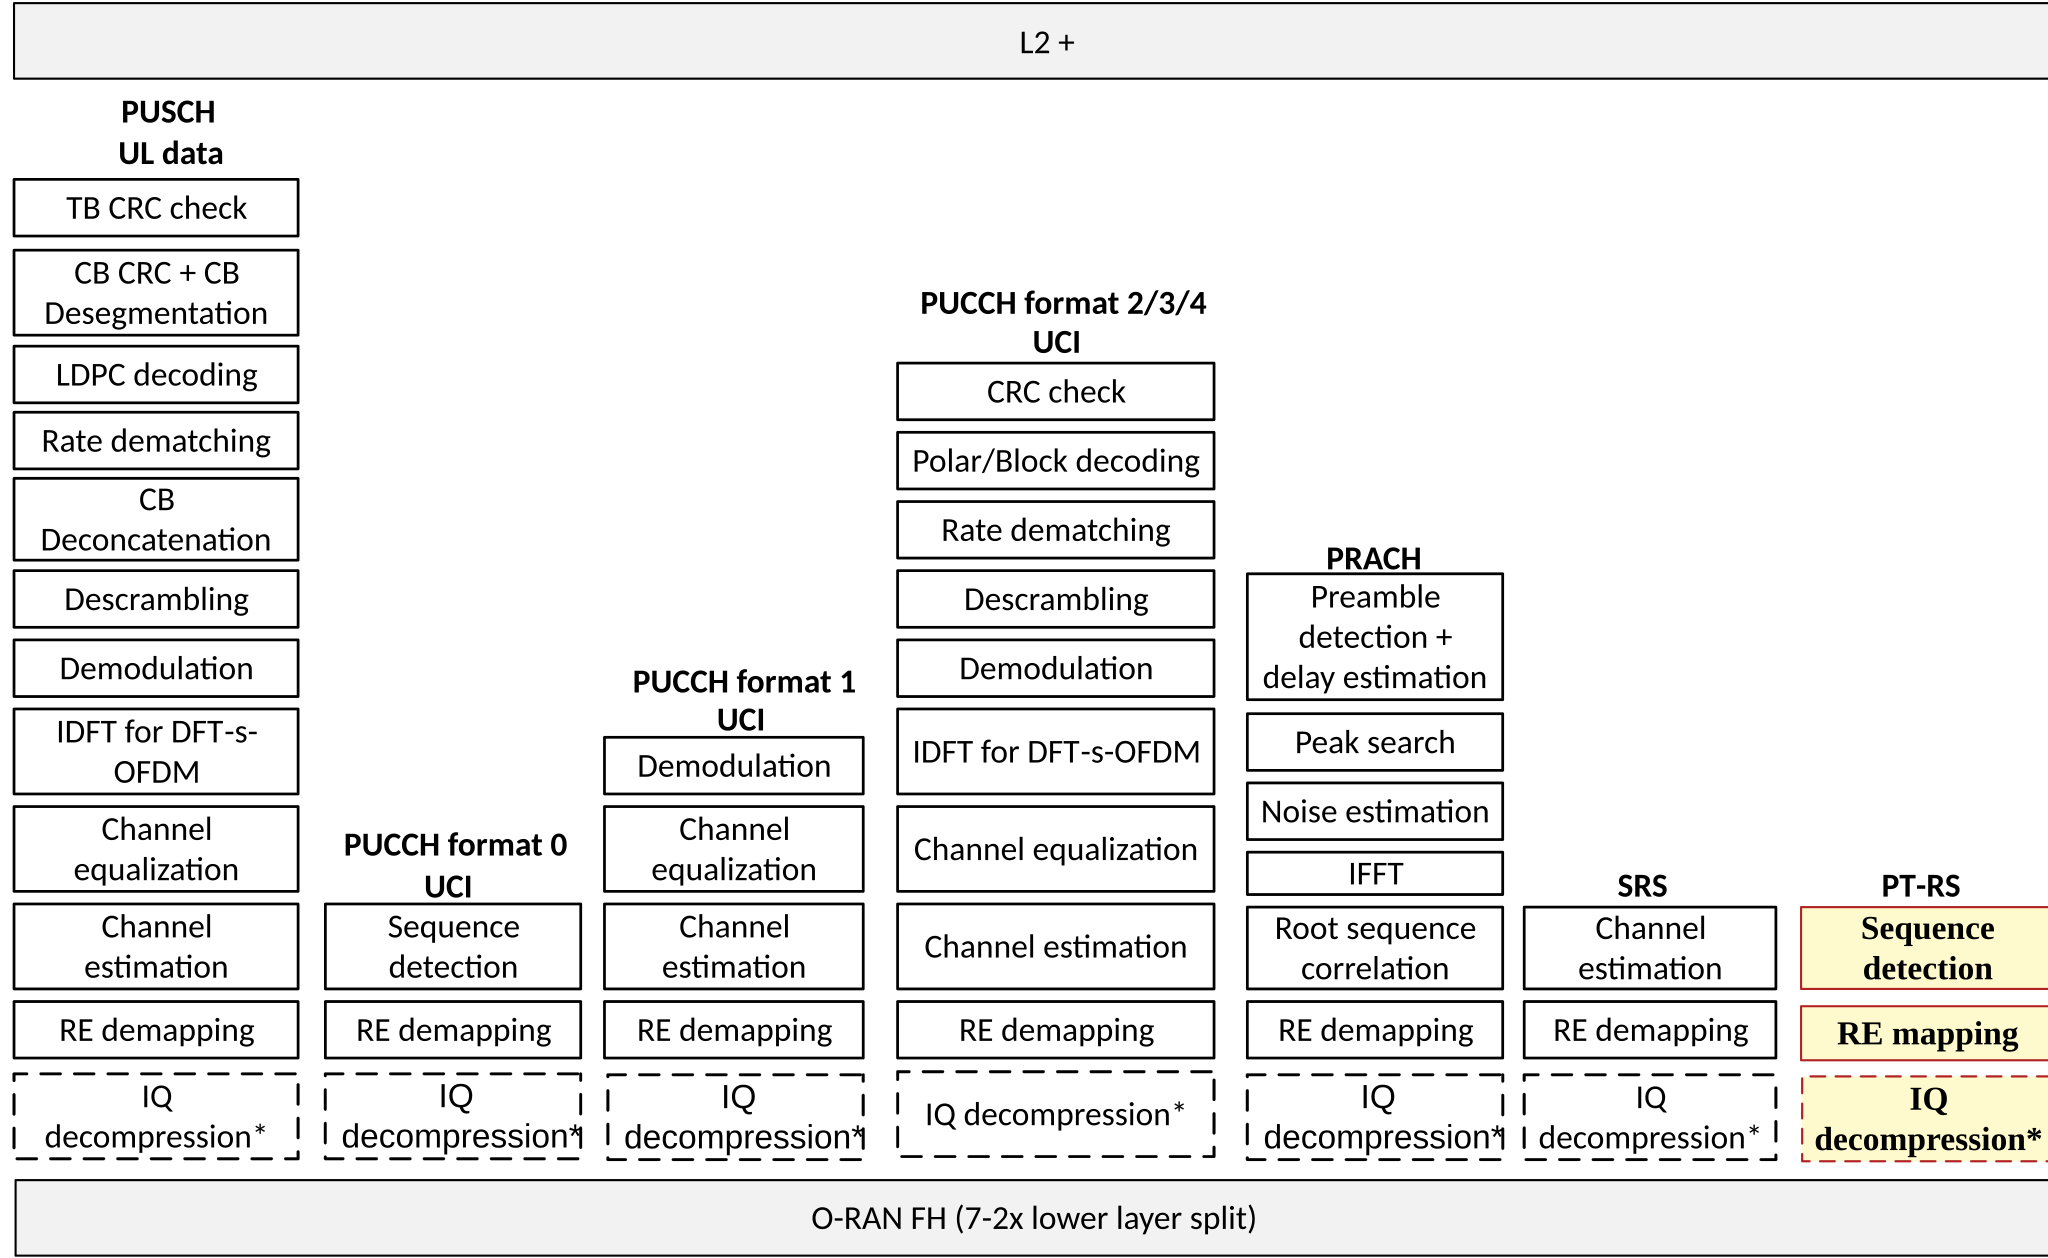 L2 +
PUSCH
UL data
TB CRC check
CB CRC + CB
Desegmentation
LDPC decoding
Rate dematching
CB
Deconcatenation
Descrambling
Demodulation
IDFT for DFT-s-
OFDM
Channel
equalization
Channel
estimation
RE demapping
IQ
decompression*
PUCCH format 0
UCI
Sequence
detection
RE demapping
IQ
decompression*
PUCCH format 1
UCI
Demodulation
Channel
equalization
Channel
estimation
RE demapping
IQ
decompression*
PUCCH format 2/3/4
UCI
CRC check
Polar/Block decoding
Rate dematching
Descrambling
Demodulation
IDFT for DFT-s-OFDM
Channel equalization
Channel estimation
RE demapping
IQ decompression*
PRACH
Preamble
detection +
delay estimation
Peak search
Noise estimation
IFFT
Root sequence
correlation
RE demapping
IQ
decompression*
SRS
Channel
estimation
RE demapping
IQ
decompression*
PT-RS
Sequence
detection
RE mapping
IQ
decompression*
O-RAN FH (7-2x lower layer split)